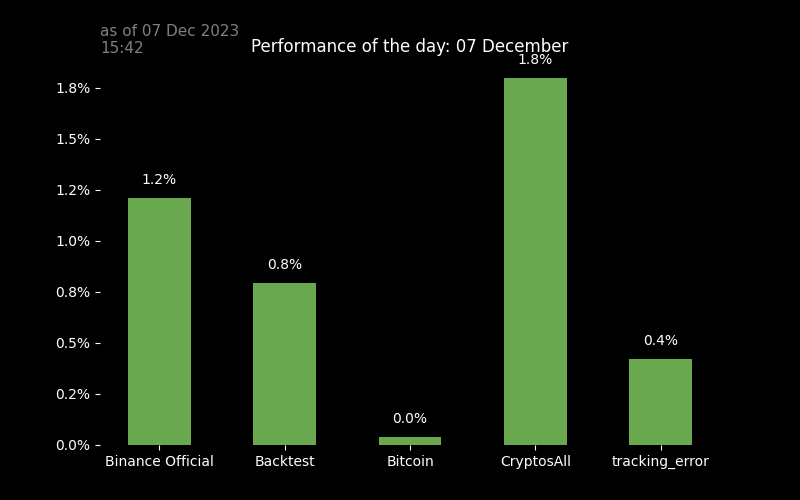 as of 07 Dec 2023
15:42
Performance of the day: 07 December
1.8%
1.8%
1.5%
1.2%
1.2%
1.0%
0.8%
0.8%
0.5%
0.4%
0.2%
0.0%
0.0%
Binance Official
Backtest
Bitcoin
CryptosAll
tracking_error